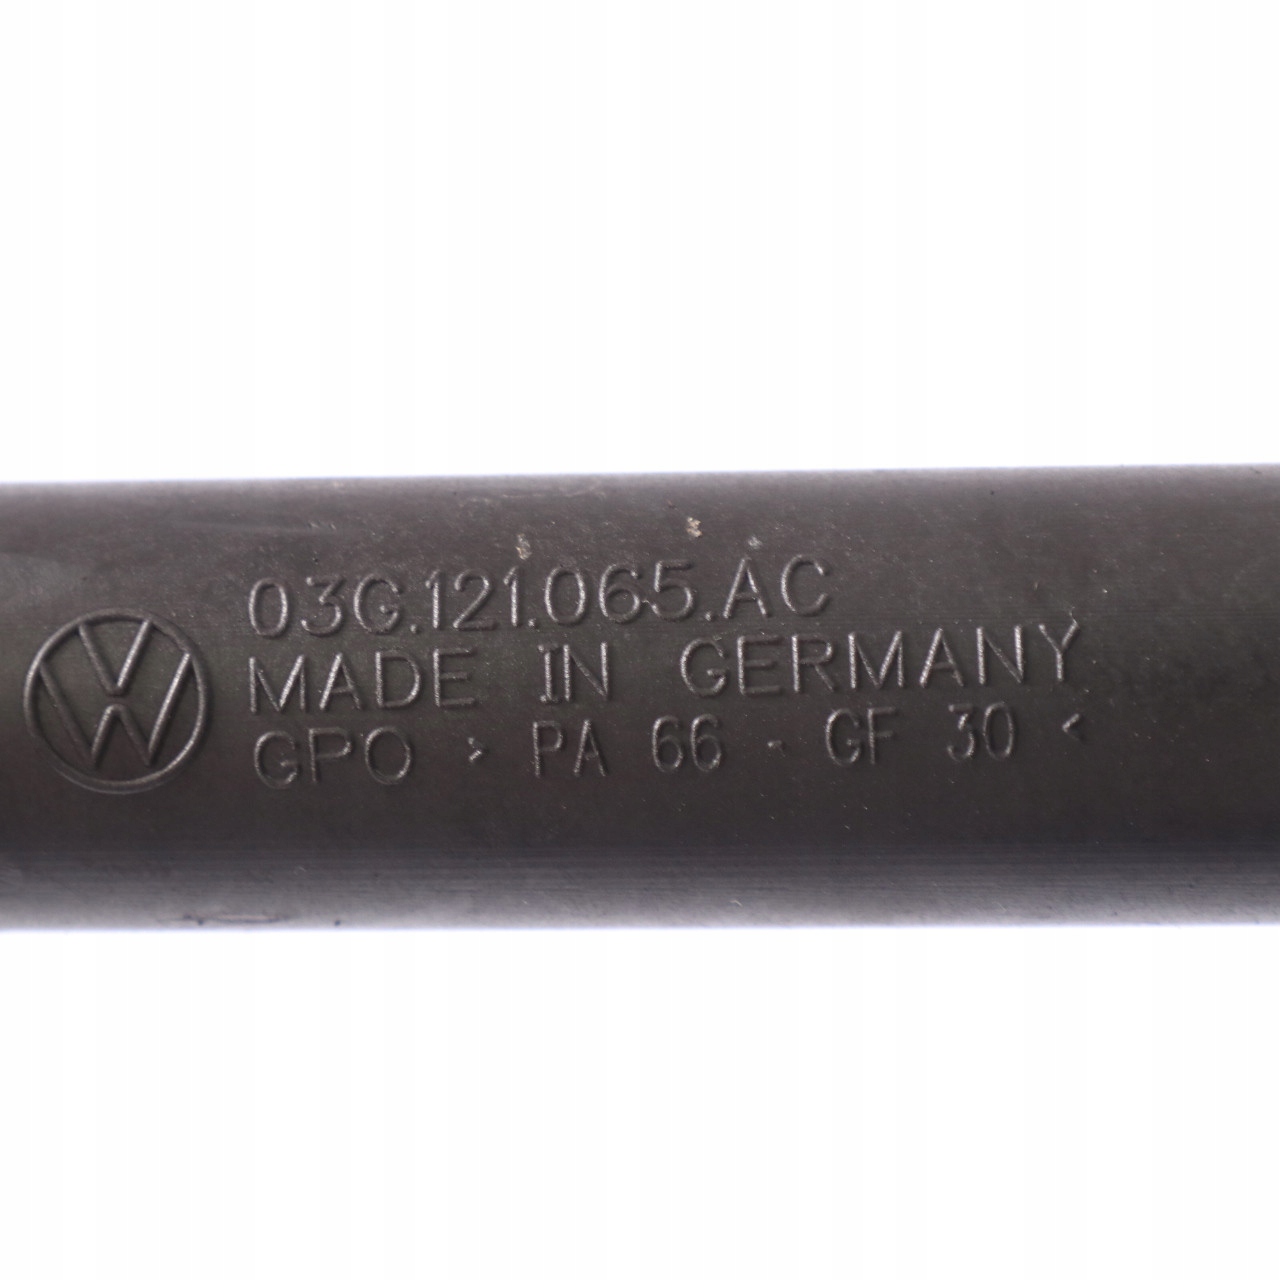 03G.121.065.AC
MADE IN GERMANY
GPO > PA 66 - GF 30 <